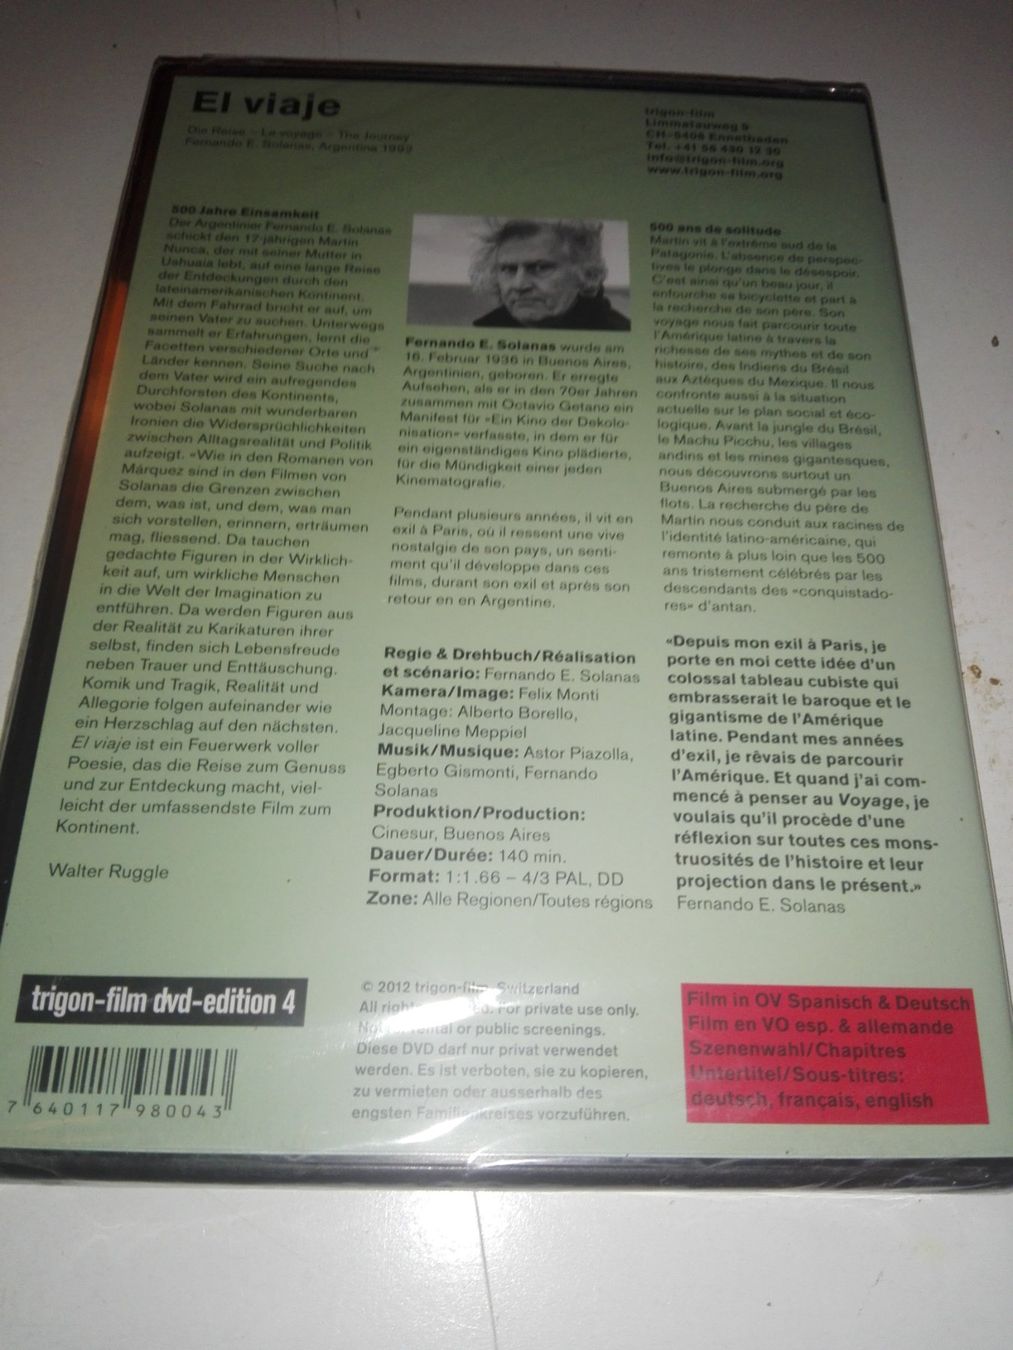 El viaje
Die Reise – Le voyage – The Journey
Fernando E. Solanas, Argentina 1992
trigon-film
Limmatauweg 9
CH-5408 Ennetbaden
Tel. +41 56 430 12 30
info@trigon-film.org
www.trigon-film.org
500 Jahre Einsamkeit
Der Argentinier Fernando E. Solanas
schickt den 17-jährigen Martin
Nunca, der mit seiner Mutter in
Ushuaia lebt, auf eine lange Reise
der Entdeckungen durch den
lateinamerikanischen Kontinent.
Mit dem Fahrrad bricht er auf, um
seinen Vater zu suchen. Unterwegs
sammelt er Erfahrungen, lernt die
Facetten verschiedener Orte und
Länder kennen. Seine Suche nach
dem Vater wird ein aufregendes
Durchforsten des Kontinents,
wobei Solanas mit wunderbaren
Ironien die Widersprüchlichkeiten
zwischen Alltagsrealität und Politik
aufzeigt. «Wie in den Romanen von
Márquez sind in den Filmen von
Solanas die Grenzen zwischen
dem, was ist, und dem, was man
sich vorstellen, erinnern, erträumen
mag, fliessend. Da tauchen
gedachte Figuren in der Wirklich-
keit auf, um wirkliche Menschen
in die Welt der Imagination zu
entführen. Da werden Figuren aus
der Realität zu Karikaturen ihrer
selbst, finden sich Lebensfreude
neben Trauer und Enttäuschung.
Komik und Tragik, Realität und
Allegorie folgen aufeinander wie
ein Herzschlag auf den nächsten.
El viaje ist ein Feuerwerk voller
Poesie, das die Reise zum Genuss
und zur Entdeckung macht, viel-
leicht der umfassendste Film zum
Kontinent.
Walter Ruggle
Fernando E. Solanas wurde am
16. Februar 1936 in Buenos Aires,
Argentinien, geboren. Er erregte
Aufsehen, als er in den 70er Jahren
zusammen mit Octavio Getano ein
Manifest für «Ein Kino der Dekolo-
nisation» verfasste, in dem er für
ein eigenständiges Kino plädierte,
für die Mündigkeit einer jeden
Kinematografie.
Pendant plusieurs années, il vit en
exil à Paris, où il ressent une vive
nostalgie de son pays, un senti-
ment qu'il développe dans ces
films, durant son exil et après son
retour en en Argentine.
Regie & Drehbuch/Réalisation
et scénario: Fernando E. Solanas
Kamera/Image: Felix Monti
Montage: Alberto Borello,
Jacqueline Meppiel
Musik/Musique: Astor Piazolla,
Egberto Gismonti, Fernando
Solanas
Produktion/Production:
Cinesur, Buenos Aires
Dauer/Durée: 140 min.
Format: 1:1.66 – 4/3 PAL, DD
Zone: Alle Regionen/Toutes régions
500 ans de solitude
Martin vit à l'extrême sud de la
Patagonie. L'absence de perspec-
tives le plonge dans le désespoir.
C'est ainsi qu'un beau jour, il
enfourche sa bicyclette et part à
la recherche de son père. Son
voyage nous fait parcourir toute
l'Amérique latine à travers la
richesse de ses mythes et de son
histoire, des Indiens du Brésil
aux Aztèques du Mexique. Il nous
confronte aussi à la situation
actuelle sur le plan social et éco-
logique. Avant la jungle du Brésil,
le Machu Picchu, les villages
andins et les mines gigantesques,
nous découvrons surtout un
Buenos Aires submergé par les
flots. La recherche du père de
Martin nous conduit aux racines de
l'identité latino-américaine, qui
remonte à plus loin que les 500
ans tristement célébrés par les
descendants des «conquistado-
res» d'antan.
«Depuis mon exil à Paris, je
porte en moi cette idée d'un
colossal tableau cubiste qui
embrasserait le baroque et le
gigantisme de l'Amérique
latine. Pendant mes années
d'exil, je rêvais de parcourir
l'Amérique. Et quand j'ai com-
mencé à penser au Voyage, je
voulais qu'il procède d'une
réflexion sur toutes ces mons-
truosités de l'histoire et leur
projection dans le présent.»
Fernando E. Solanas
trigon-film dvd-edition 4
7 640117 980043
© 2012 trigon-film, Switzerland
All For private use only.
or public screenings.
Diese DVD darf nur privat verwendet
werden. Es ist verboten, sie zu kopieren,
zu vermieten oder ausserhalb des
engsten Familienkreises vorzuführen.
Film in OV Spanisch & Deutsch
Film en VO esp. & allemande
Szenenwahl/Chapitres
Untertitel/Sous-titres:
deutsch, français, english